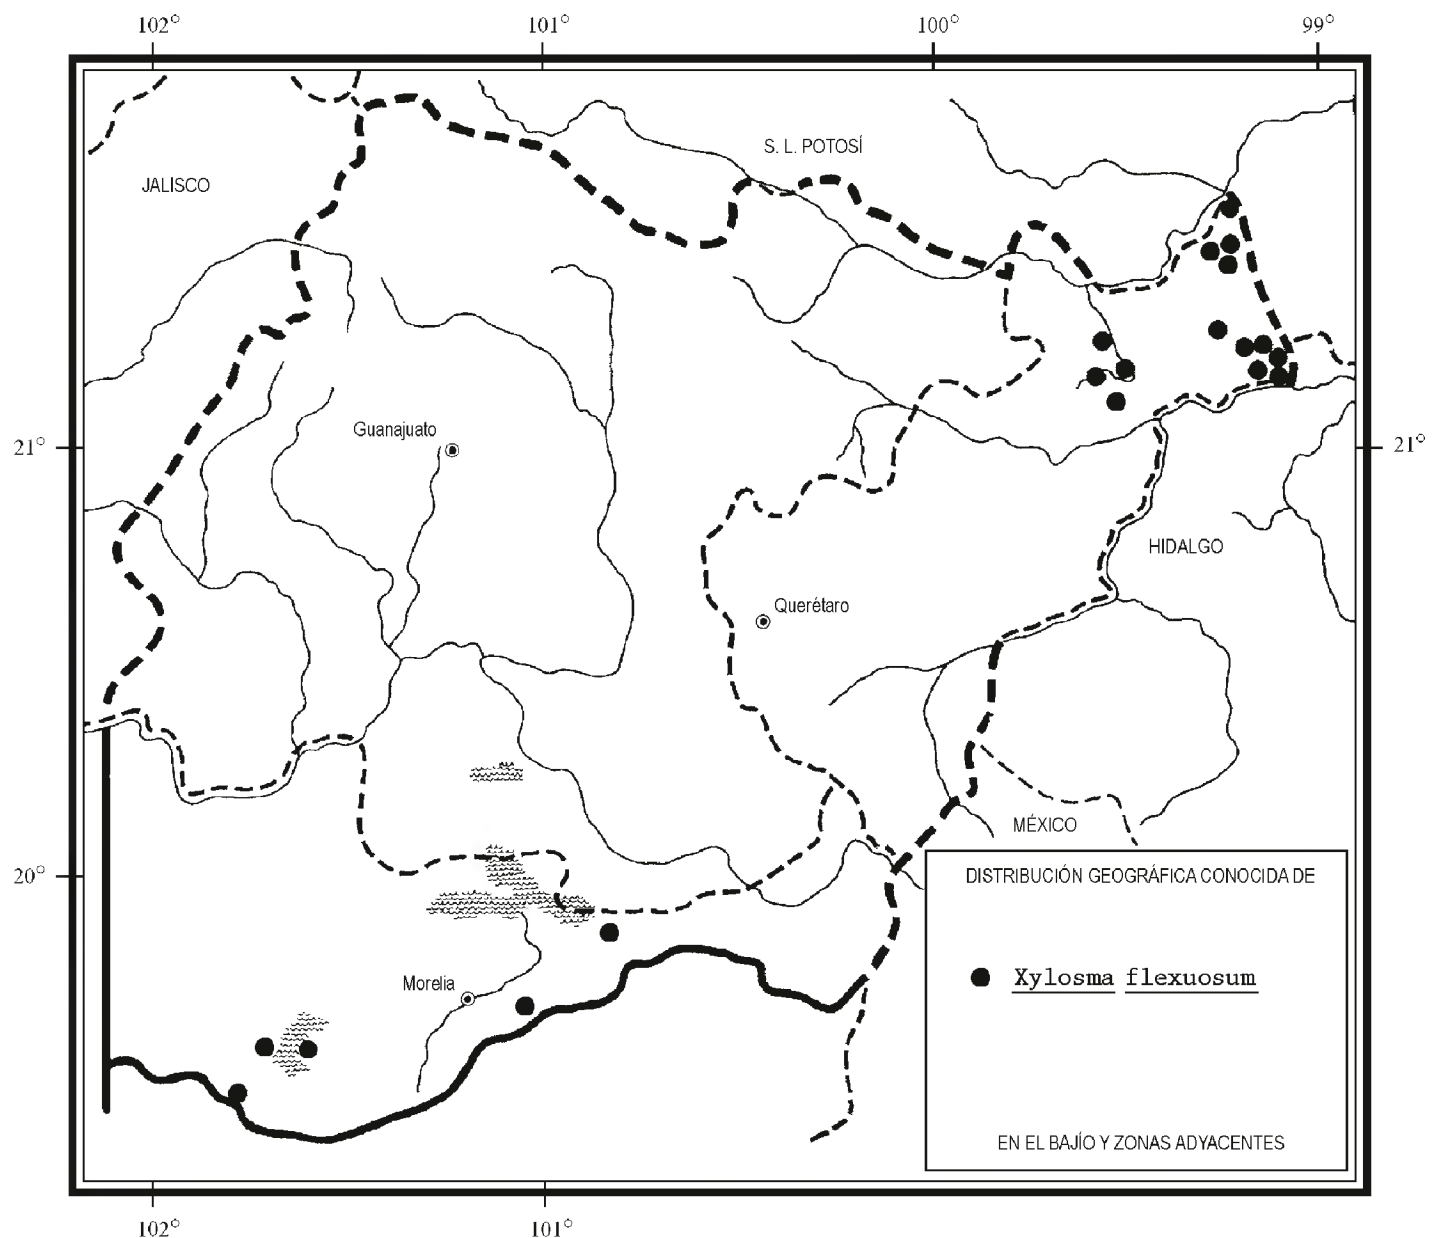 102° 101° 100° 99°
S. L. POTOSÍ
JALISCO
Guanajuato
21° 21°
HIDALGO
Querétaro
MÉXICO
20°
DISTRIBUCIÓN GEOGRÁFICA CONOCIDA DE
Xylosma flexuosum
Morelia
EN EL BAJÍO Y ZONAS ADYACENTES
102° 101°